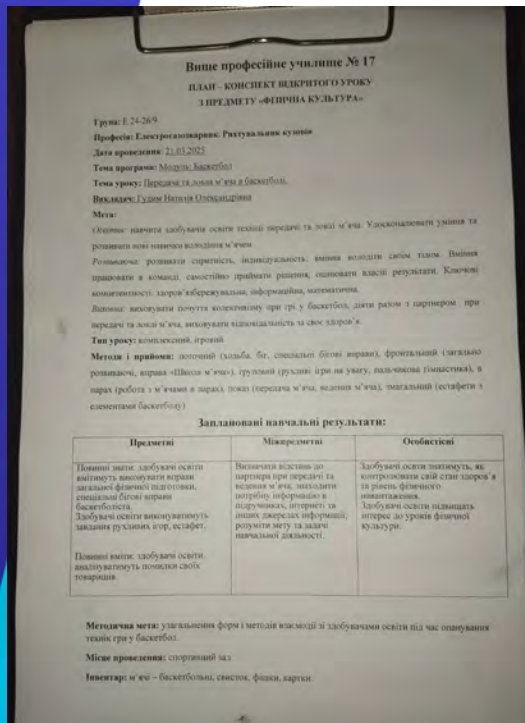 Вище професійне училище № 17
ПЛАН – КОНСПЕКТ ВІДКРИТОГО УРОКУ
З ПРЕДМЕТУ «ФІЗИЧНА КУЛЬТУРА»
Група: Е 24-26/9
Професія: Електрогазозварник. Рихтувальник кузовів
Дата проведення: 21.03.2025
Тема програми: Модуль: Баскетбол
Тема уроку: Передача та ловля м'яча в баскетболі.
Викладач: Гудим Наталія Олександрівна
Мета:
Освітня: навчити здобувачів освіти техніці передачі та ловлі м'яча. Удосконалювати уміння та
розвивати нові навички володіння м'ячем.
Розвиваюча: розвивати спритність, індивідуальність, вміння володіти своїм тілом. Вміння
працювати в команді, самостійно приймати рішення, оцінювати власні результати. Ключові
компетентності: здоров'язбережувальна, інформаційна, математична.
Виховна: виховувати почуття колективізму при грі у баскетбол, діяти разом з партнером при
передачі та ловлі м'яча, виховувати відповідальність за своє здоров'я.
Тип уроку: комплексний, ігровий
Методи і прийоми: поточний (ходьба, біг, спеціальні бігові вправи), фронтальний (загально
розвиваючі, вправа «Школа м'яча»), груповий (рухливі ігри на увагу, пальчикова гімнастика), в
парах (робота з м'ячами в парах), показ (передача м'яча, ведення м'яча), змагальний (естафети з
елементами баскетболу)
Заплановані навчальні результати:
Предметні
Міжпредметні
Особистісні
Повинні знати: здобувачі освіти
вмітимуть виконувати вправи
загальної фізичної підготовки,
спеціальні бігові вправи
баскетболіста.
Здобувачі освіти виконуватимуть
завдання рухливих ігор, естафет.
Повинні вміти: здобувачі освіти
аналізуватимуть помилки своїх
товаришів.
Визначати відстань до
партнера при передачі та
ведення м'яча, знаходити
потрібну інформацію в
підручниках, інтернеті та
інших джерелах інформації,
розуміти мету та задачі
навчальної діяльності.
Здобувачі освіти знатимуть, як
контролювати свій стан здоров'я
та рівень фізичного
навантаження.
Здобувачі освіти підвищать
інтерес до уроків фізичної
культури.
Методична мета: узагальнення форм і методів взаємодії зі здобувачами освіти під час опанування
технік гри у баскетбол.
Місце проведення: спортивний зал
Інвентар: м'ячі – баскетбольні, свисток, фішки, картки.